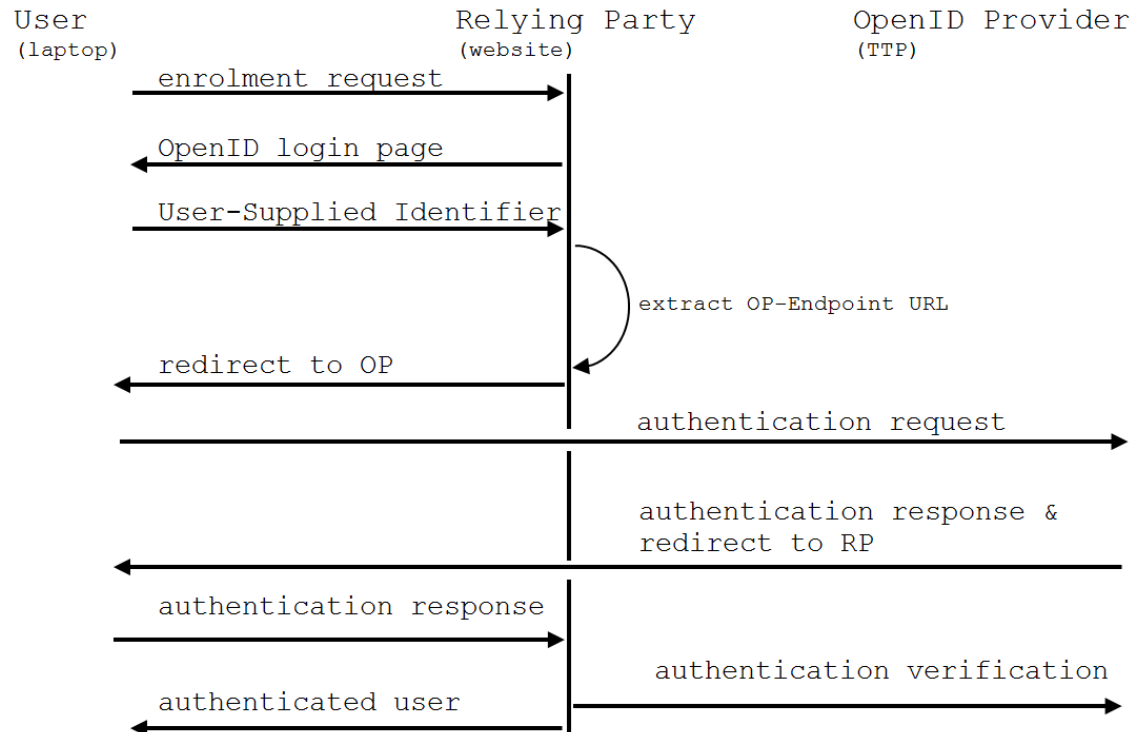 User
(laptop)
Relying Party
(website)
OpenID Provider
(TTP)
enrolment request
OpenID login page
User-Supplied Identifier
extract OP-Endpoint URL
redirect to OP
authentication request
authentication response &
redirect to RP
authentication response
authentication verification
authenticated user